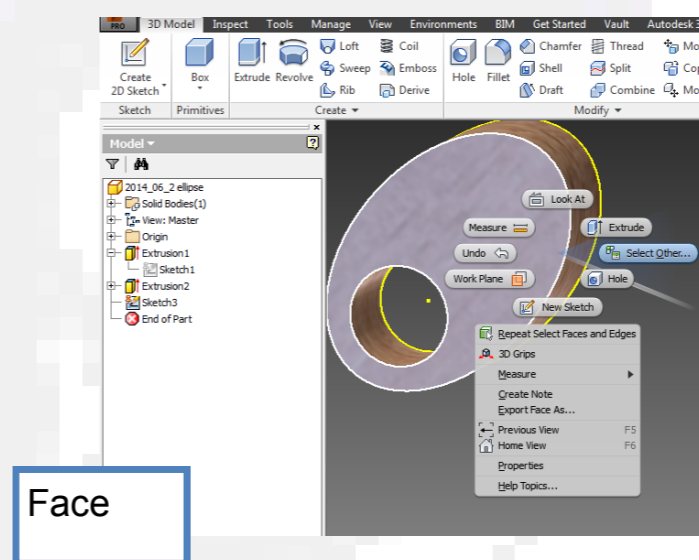 PRO 3D Model Inspect Tools Manage View Environments BIM Get Started Vault Autodesk 3
Create 2D Sketch
Box
Extrude Revolve
Loft Coil
Sweep Emboss
Rib Derive
Hole Fillet
Chamfer Thread Mo
Shell Split Cop
Draft Combine Mo
Sketch Primitives Create Modify
Model
2014_06_2 ellipse
Solid Bodies(1)
View: Master
Origin
Extrusion1
Sketch1
Extrusion2
Sketch3
End of Part
Look At
Measure Extrude
Undo Select Other...
Work Plane Hole
New Sketch
Repeat Select Faces and Edges
3D Grips
Measure
Create Note
Export Face As...
Previous View F5
Home View F6
Properties
Help Topics...
Face